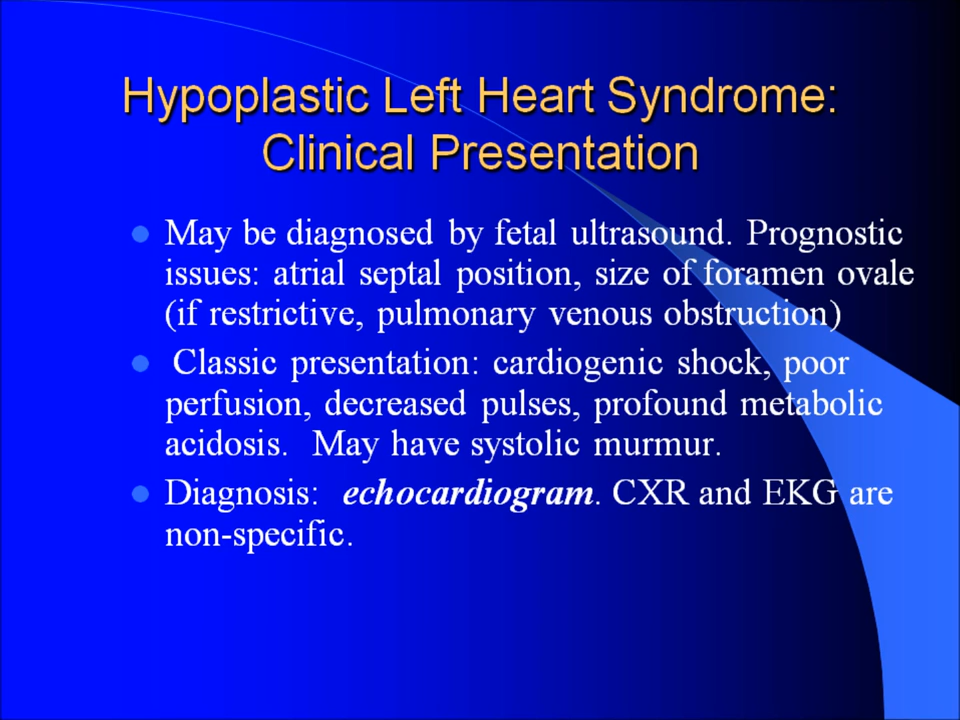 Hypoplastic Left Heart Syndrome:
Clinical Presentation
May be diagnosed by fetal ultrasound. Prognostic
issues: atrial septal position, size of foramen ovale
(if restrictive, pulmonary venous obstruction)
Classic presentation: cardiogenic shock, poor
perfusion, decreased pulses, profound metabolic
acidosis. May have systolic murmur.
Diagnosis: echocardiogram. CXR and EKG are
non-specific.